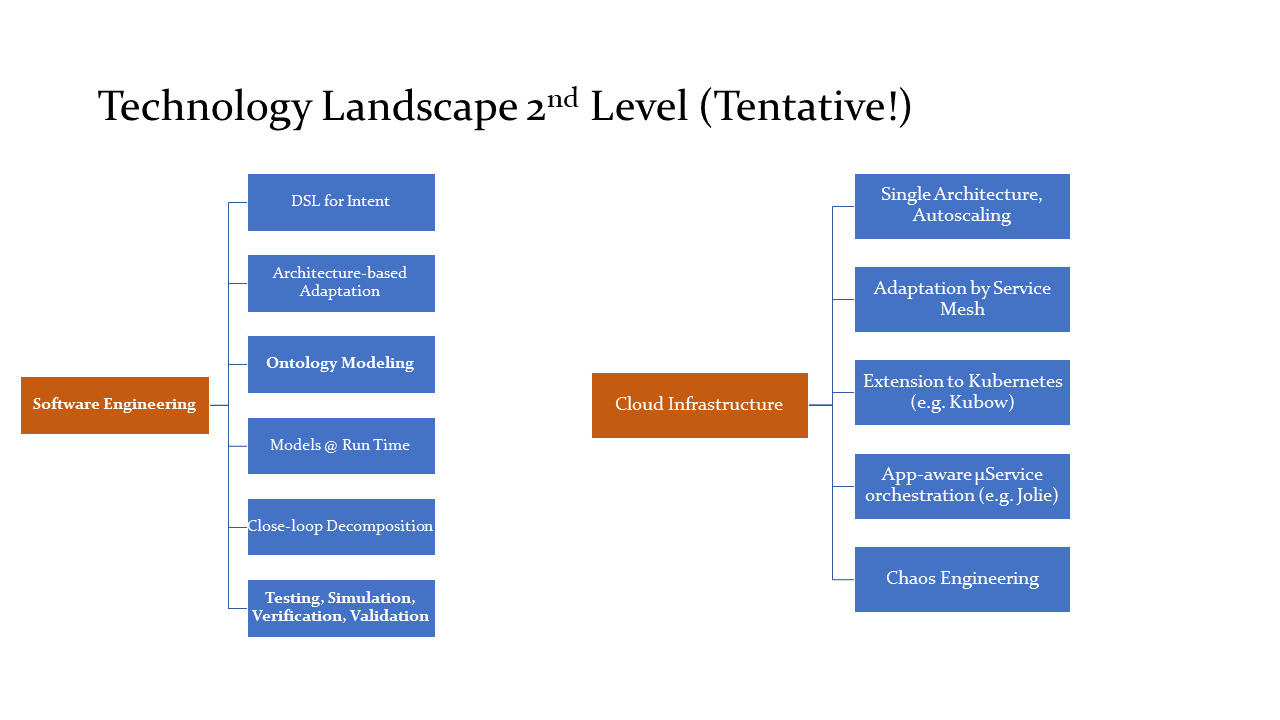 Technology Landscape 2nd Level (Tentative!)
Software Engineering
DSL for Intent
Architecture-based
Adaptation
Ontology Modeling
Models @ Run Time
Close-loop Decomposition
Testing, Simulation,
Verification, Validation
Cloud Infrastructure
Single Architecture,
Autoscaling
Adaptation by Service
Mesh
Extension to Kubernetes
(e.g. Kubow)
App-aware µService
orchestration (e.g. Jolie)
Chaos Engineering